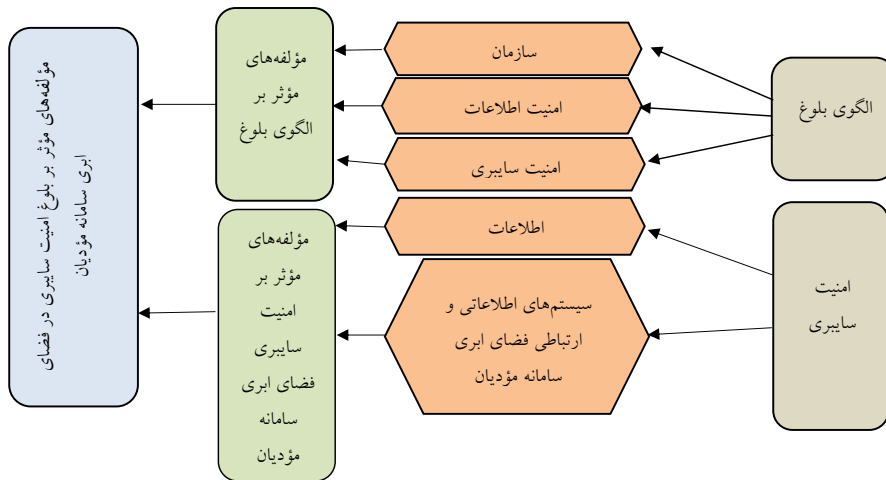 الگوی بلوغ
امنیت
سایبری
سازمان
امنیت اطلاعات
امنیت سایبری
اطلاعات
سیستم‌های اطلاعاتی و
ارتباطی فضای ابری
سامانه مؤدیان
مؤلفه‌های
مؤثر بر
الگوی بلوغ
مؤلفه‌های
مؤثر بر
امنیت
سایبری
فضای ابری
سامانه
مؤدیان
مؤلفه‌های مؤثر بر بلوغ امنیت سایبری در فضای
ابری سامانه مؤدیان